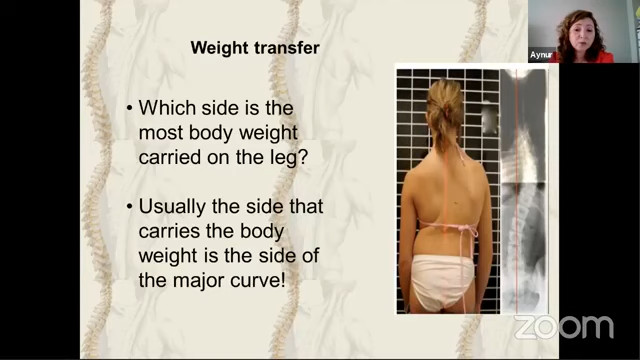 Weight transfer
Aynur
• Which side is the
most body weight
carried on the leg?
• Usually the side that
carries the body
weight is the side of
the major curve!
zoom